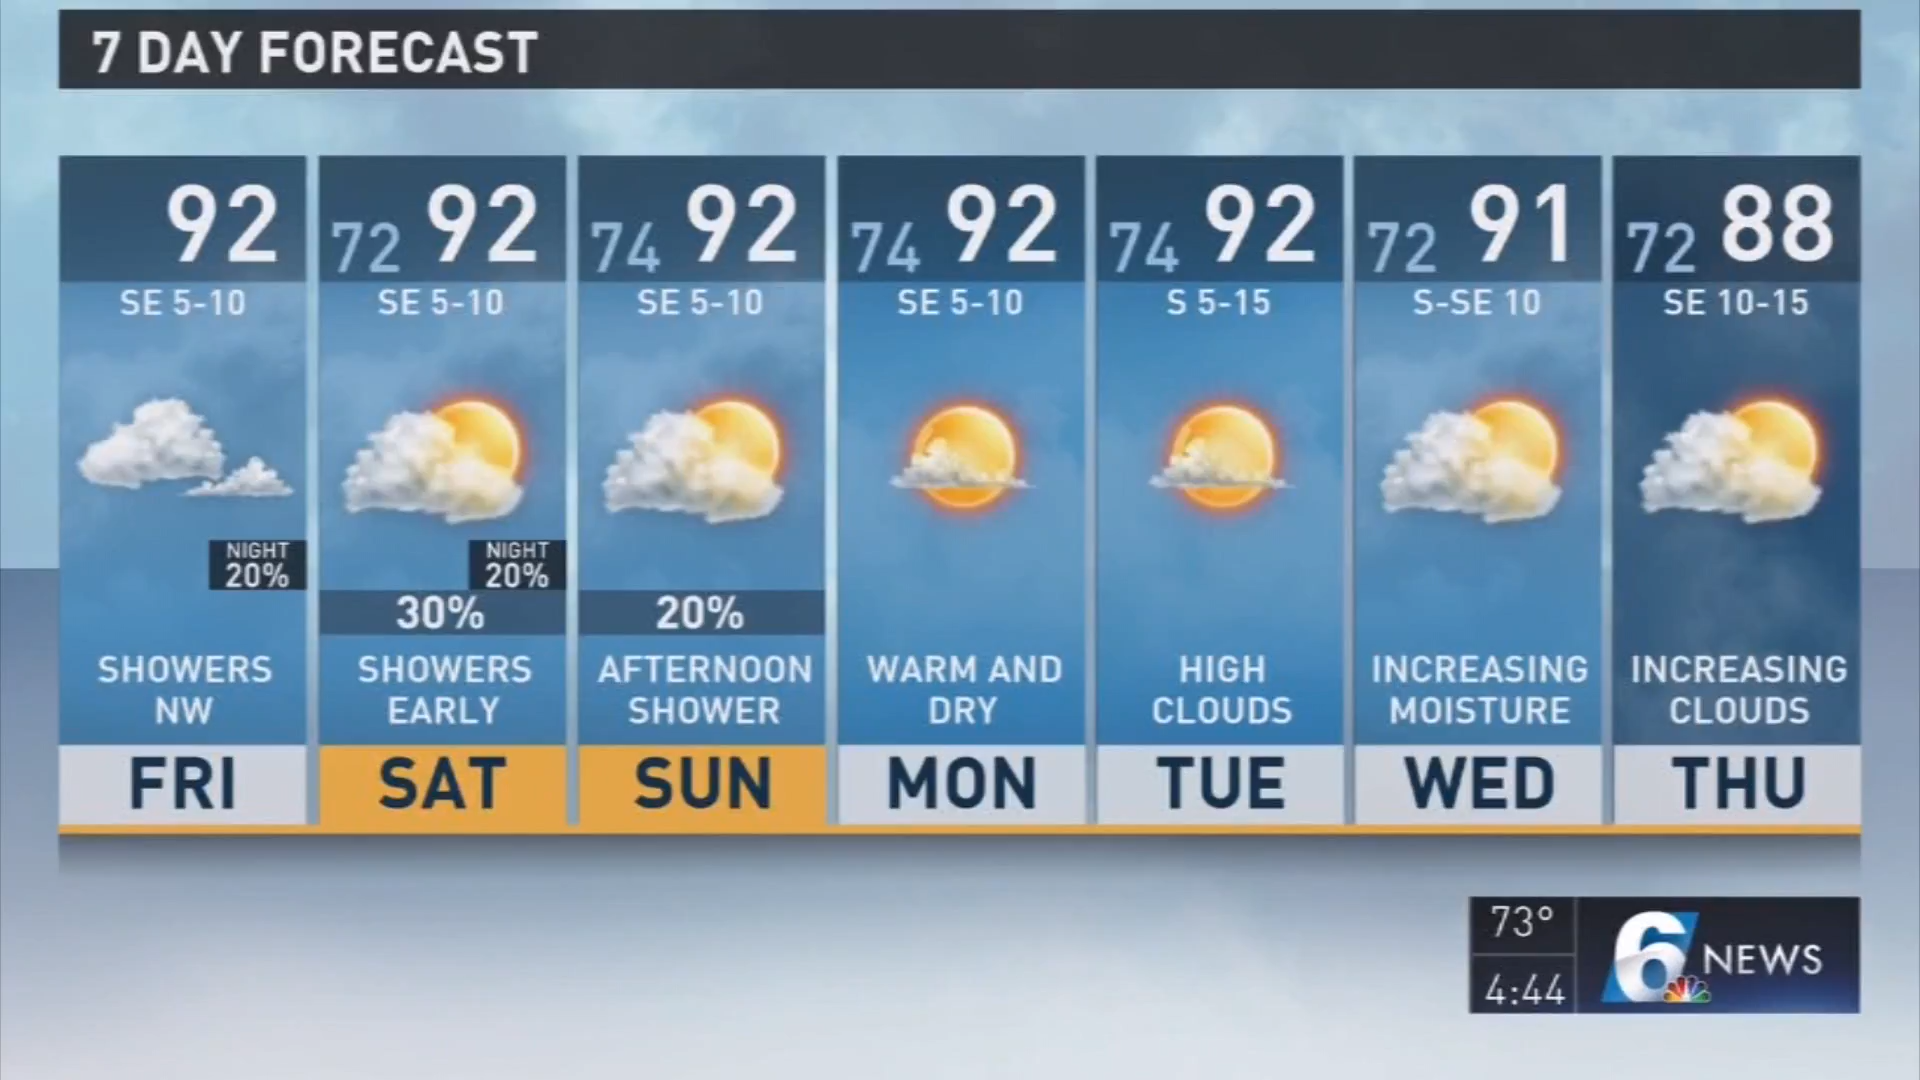 7 DAY FORECAST
92
SE 5-10
NIGHT
20%
SHOWERS
NW
FRI
72 92
SE 5-10
NIGHT
20%
30%
SHOWERS
EARLY
SAT
74 92
SE 5-10
20%
AFTERNOON
SHOWER
SUN
74 92
SE 5-10
WARM AND
DRY
MON
74 92
S 5-15
HIGH
CLOUDS
TUE
72 91
S-SE 10
INCREASING
MOISTURE
WED
72 88
SE 10-15
INCREASING
CLOUDS
THU
73°
4:44
6 NEWS